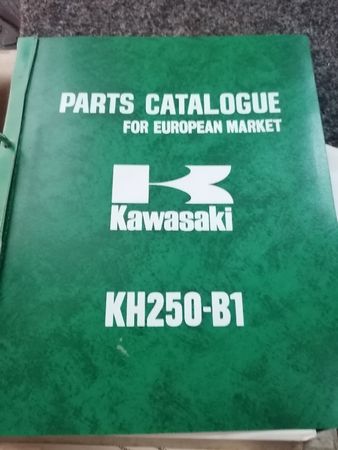 PARTS CATALOGUE
FOR EUROPEAN MARKET
Kawasaki
KH250-B1